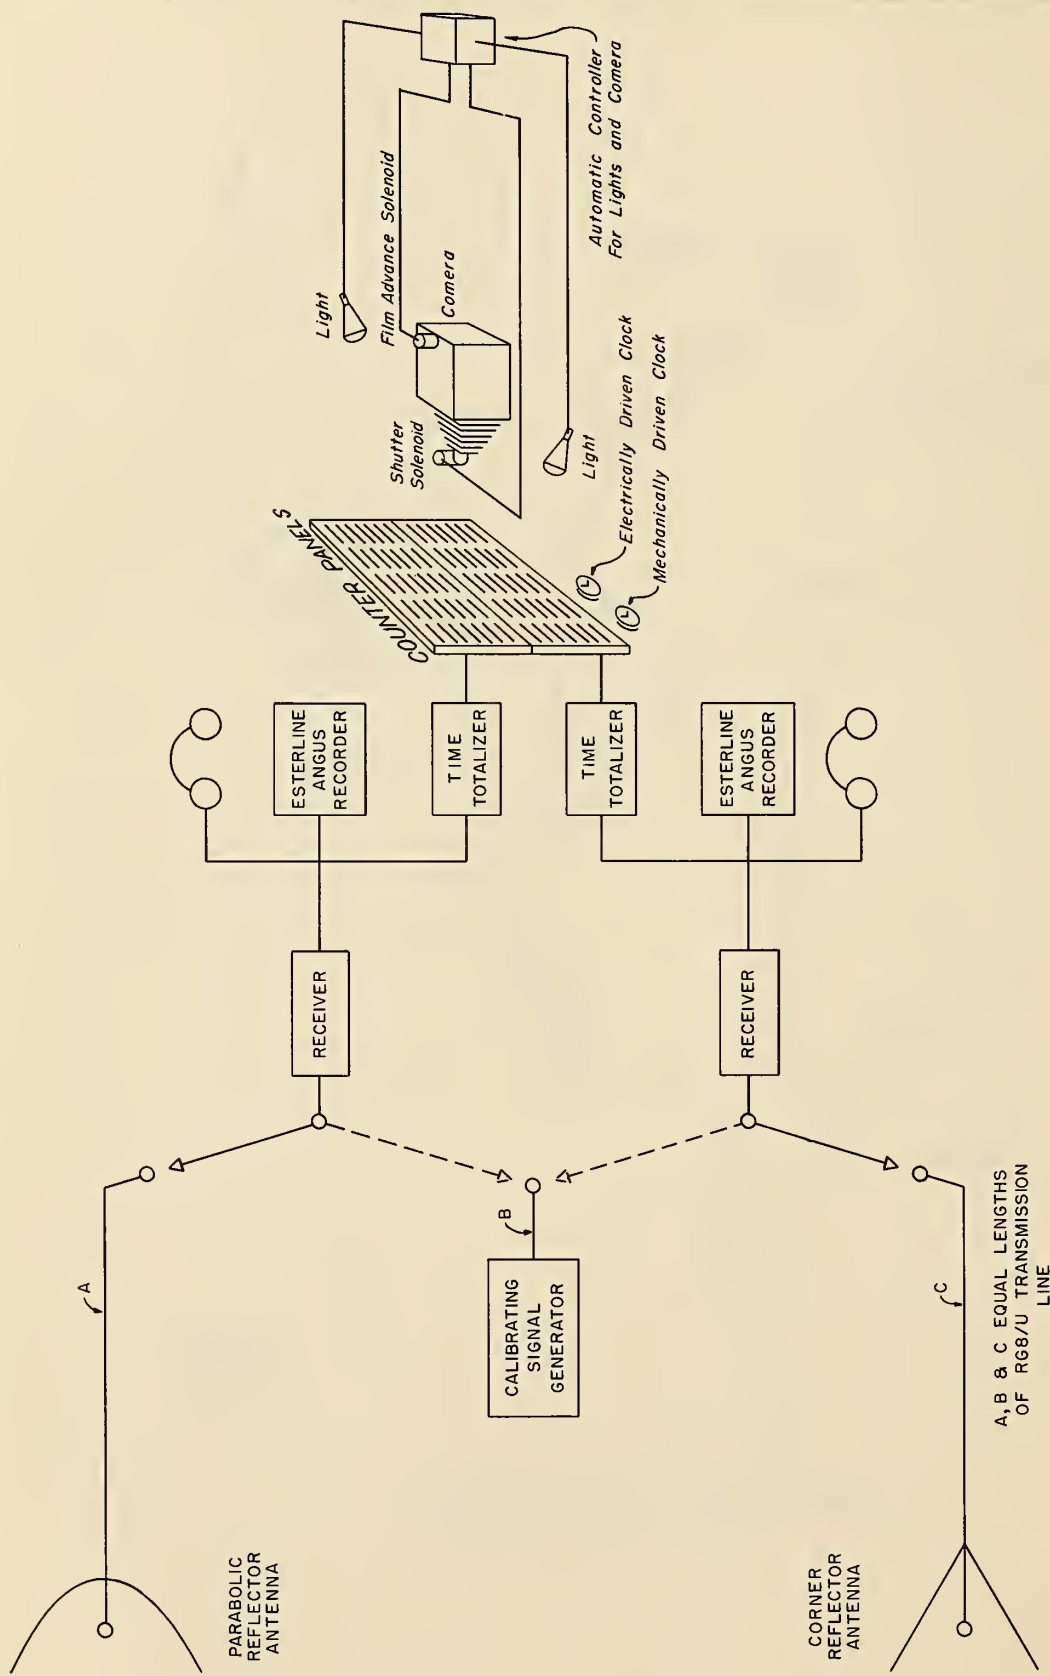 PARABOLIC
REFLECTOR
ANTENNA
A
CALIBRATING
SIGNAL
GENERATOR
B
CORNER
REFLECTOR
ANTENNA
C
A, B & C EQUAL LENGTHS
OF RG8/U TRANSMISSION
LINE
RECEIVER
RECEIVER
ESTERLINE
ANGUS
RECORDER
TIME
TOTALIZER
TIME
TOTALIZER
ESTERLINE
ANGUS
RECORDER
COUNTER PANELS
Shutter
Solenoid
Light
Film Advance Solenoid
Camera
Light
Electrically Driven Clock
Mechanically Driven Clock
Automatic Controller
For Lights and Camera